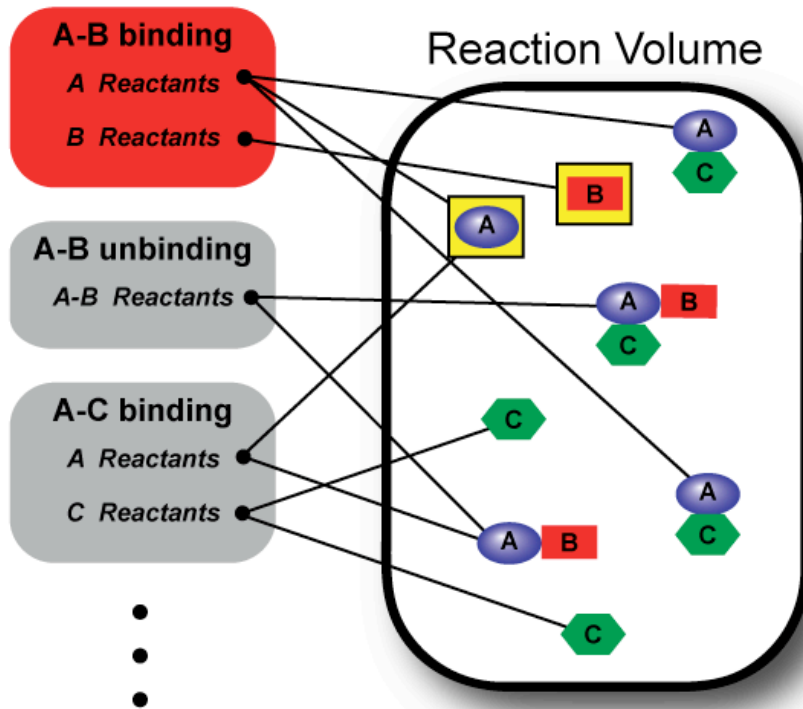 A-B binding
A Reactants
B Reactants
A-B unbinding
A-B Reactants
A-C binding
A Reactants
C Reactants
Reaction Volume
A
C
B
A
A B
C
C
A
C
A B
C